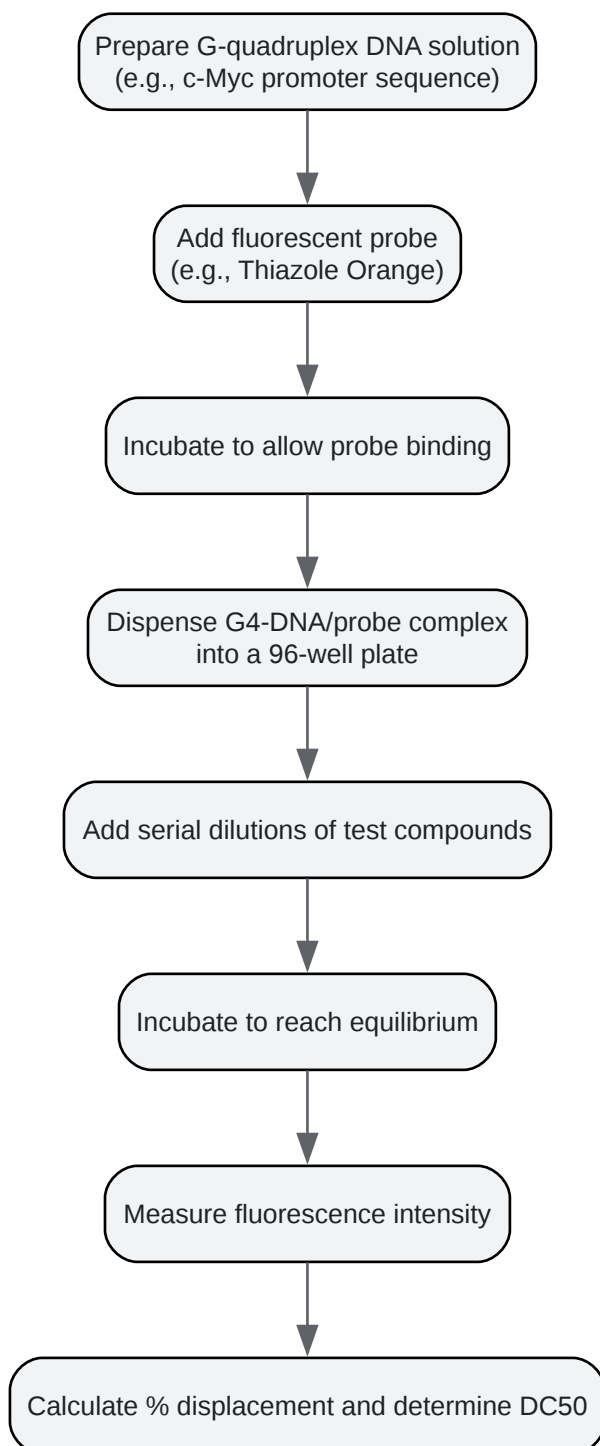 Prepare G-quadruplex DNA solution
(e.g., c-Myc promoter sequence)
Add fluorescent probe
(e.g., Thiazole Orange)
Incubate to allow probe binding
Dispense G4-DNA/probe complex
into a 96-well plate
Add serial dilutions of test compounds
Incubate to reach equilibrium
Measure fluorescence intensity
Calculate % displacement and determine DC50